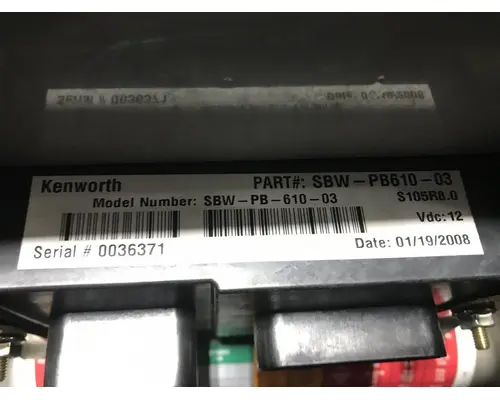 Kenworth PART#: SBW-PB610-03
Model Number: SBW-PB-610-03 S105R8.0
Vdc: 12
Serial # 0036371 Date: 01/19/2008